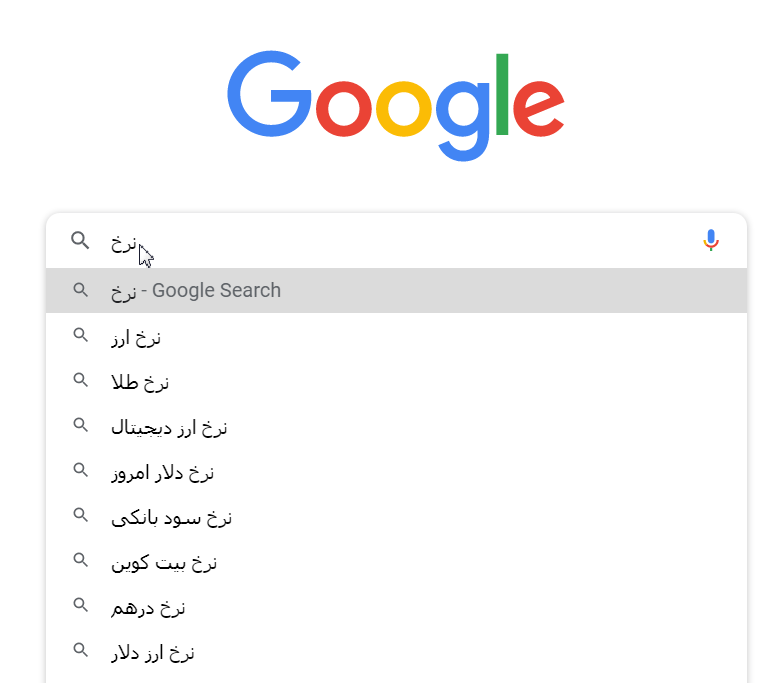 Google
نرخ
نرخ - Google Search
نرخ ارز
نرخ طلا
نرخ ارز دیجیتال
نرخ دلار امروز
نرخ سود بانکی
نرخ بیت کوین
نرخ درهم
نرخ ارز دلار